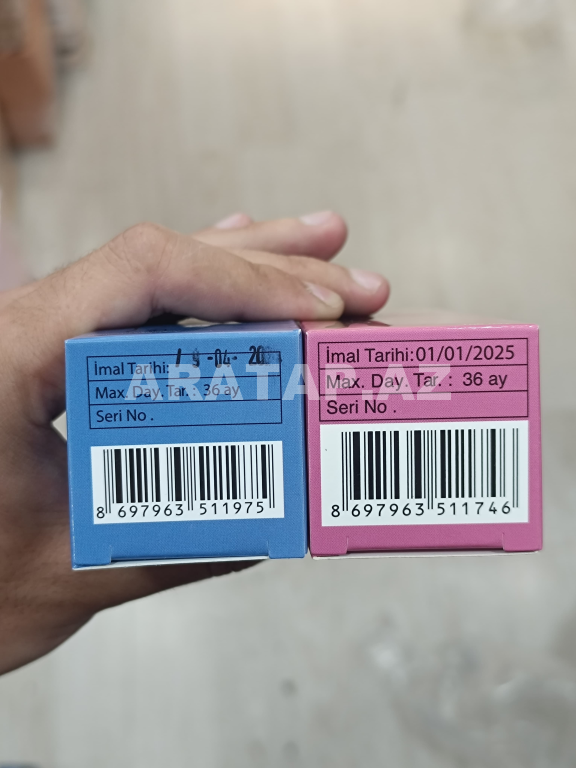 İmal Tarihi:
Max. Day. Tar. : 36 ay
Seri No .
8 697963 511975
İmal Tarihi:01/01/2025
Max. Day. Tar. : 36 ay
Seri No .
8 697963 511746
ARATAP.AZ